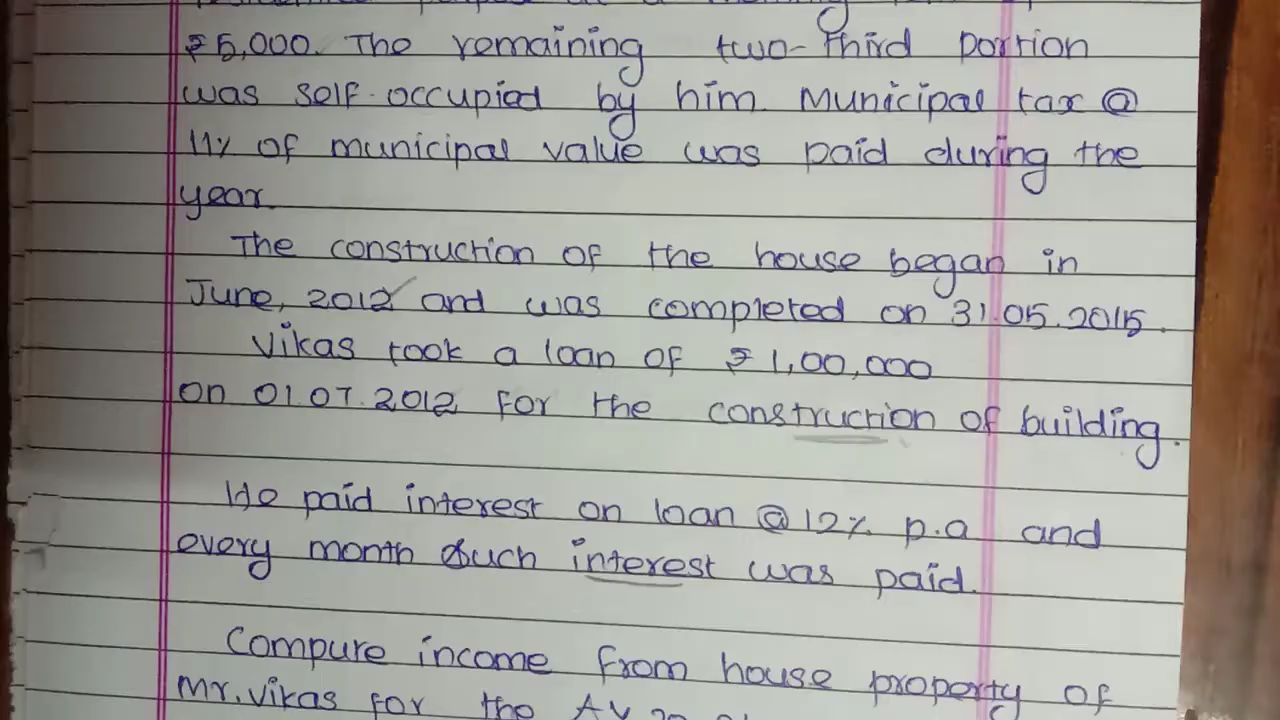 ₹5,000. The remaining two-third portion
was self-occupied by him. Municipal tax @
11% of municipal value was paid during the
year.
The construction of the house began in
June, 2012 and was completed on 31.05.2015.
Vikas took a loan of ₹1,00,000
on 01.07.2012 for the construction of building.
He paid interest on loan @12% p.a and
every month such interest was paid.
Compute income from house property of
Mr. Vikas for the AY